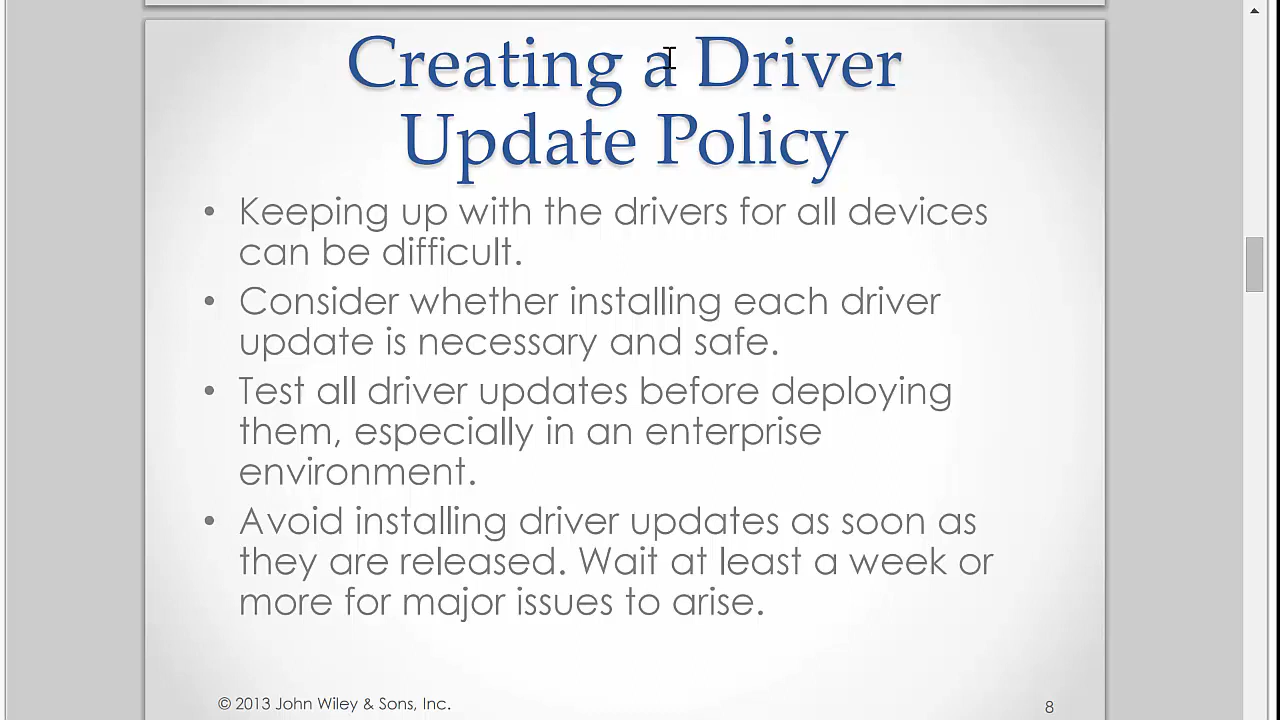 Creating a Driver
Update Policy
• Keeping up with the drivers for all devices
can be difficult.
• Consider whether installing each driver
update is necessary and safe.
• Test all driver updates before deploying
them, especially in an enterprise
environment.
• Avoid installing driver updates as soon as
they are released. Wait at least a week or
more for major issues to arise.
© 2013 John Wiley & Sons, Inc.
8